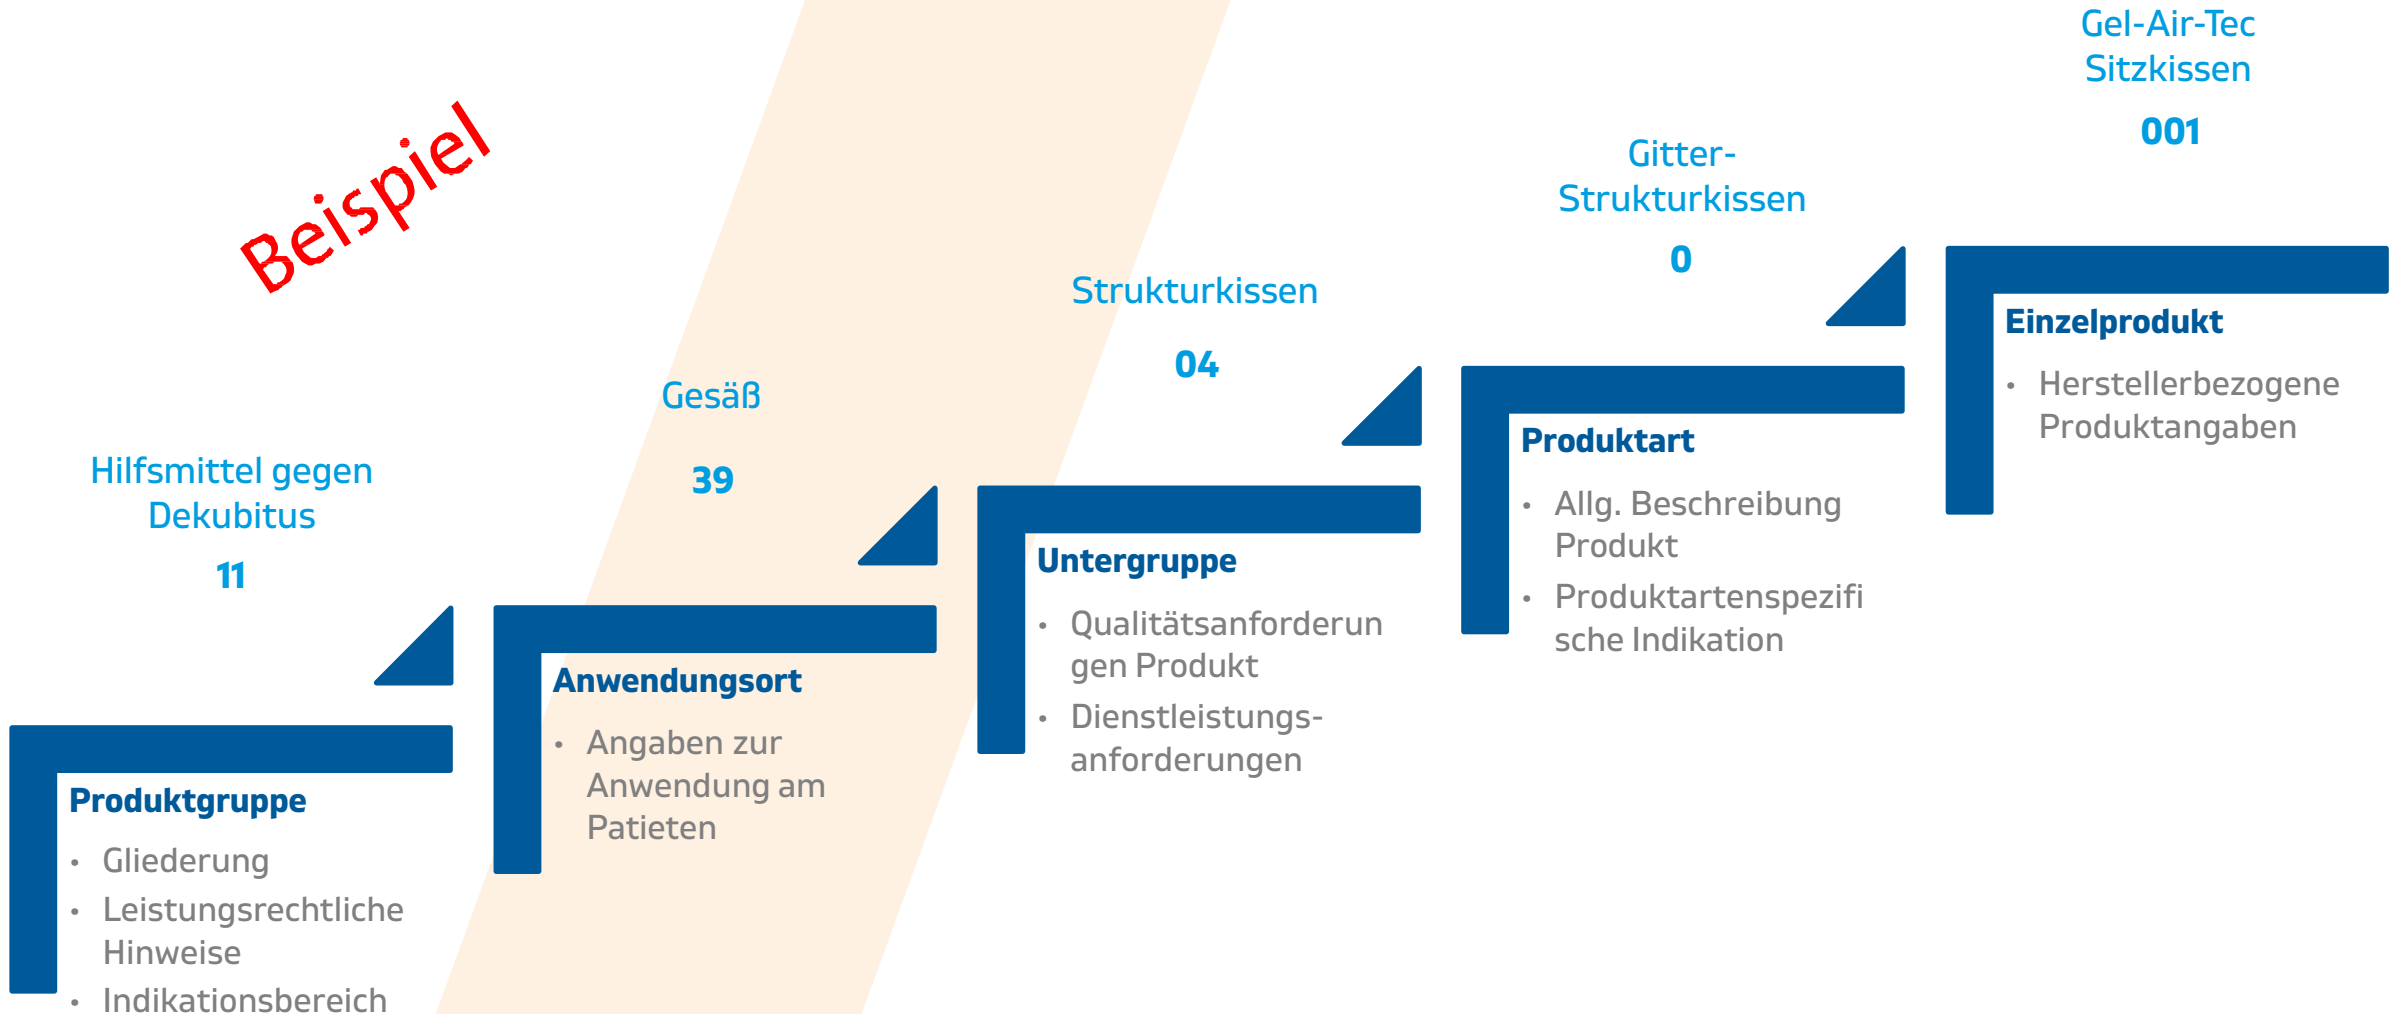 Beispiel
Hilfsmittel gegen
Dekubitus
11
Produktgruppe
• Gliederung
• Leistungsrechtliche
Hinweise
• Indikationsbereich
Gesäß
39
Anwendungsort
• Angaben zur
Anwendung am
Patieten
Strukturkissen
04
Untergruppe
• Qualitätsanforderun
gen Produkt
• Dienstleistungs-
anforderungen
Gitter-
Strukturkissen
0
Produktart
• Allg. Beschreibung
Produkt
• Produktartenspezifi
sche Indikation
Gel-Air-Tec
Sitzkissen
001
Einzelprodukt
• Herstellerbezogene
Produktangaben